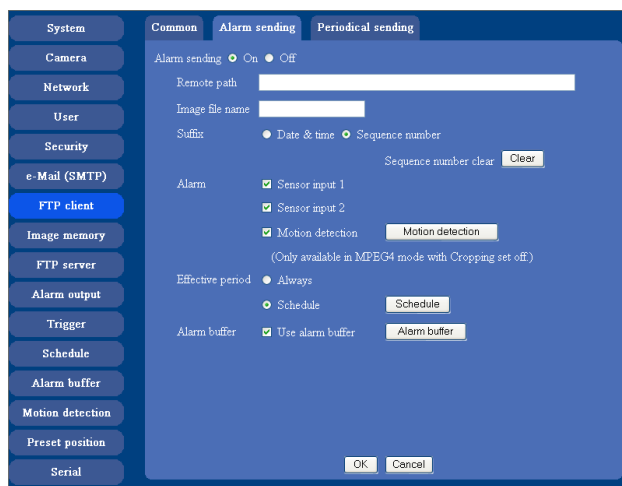 System
Camera
Network
User
Security
e-Mail (SMTP)
FTP client
Image memory
FTP server
Alarm output
Trigger
Schedule
Alarm buffer
Motion detection
Preset position
Serial
Common Alarm sending Periodical sending
Alarm sending On Off
Remote path
Image file name
Suffix Date & time Sequence number
Sequence number clear Clear
Alarm Sensor input 1
Sensor input 2
Motion detection Motion detection
(Only available in MPEG4 mode with Cropping set off.)
Effective period Always
Schedule Schedule
Alarm buffer Use alarm buffer Alarm buffer
OK Cancel